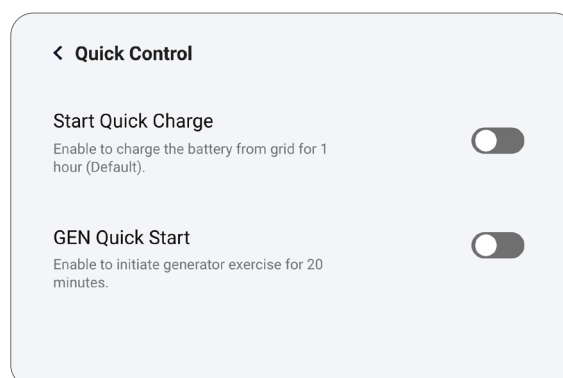 Quick Control
Start Quick Charge
Enable to charge the battery from grid for 1
hour (Default).
GEN Quick Start
Enable to initiate generator exercise for 20
minutes.